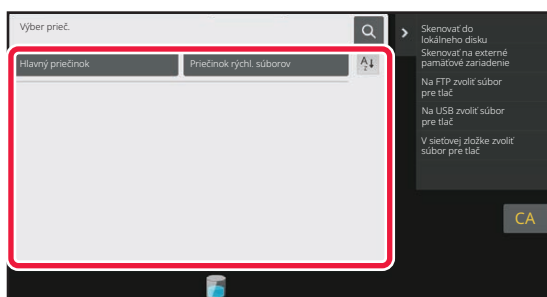 Výber prieč.
Hlavný priečinok
Priečinok rýchl. súborov
A
z
Skenovať do
lokálneho disku
Skenovať na externé
pamäťové zariadenie
Na FTP zvoliť súbor
pre tlač
Na USB zvoliť súbor
pre tlač
V sieťovej zložke zvoliť
súbor pre tlač
CA